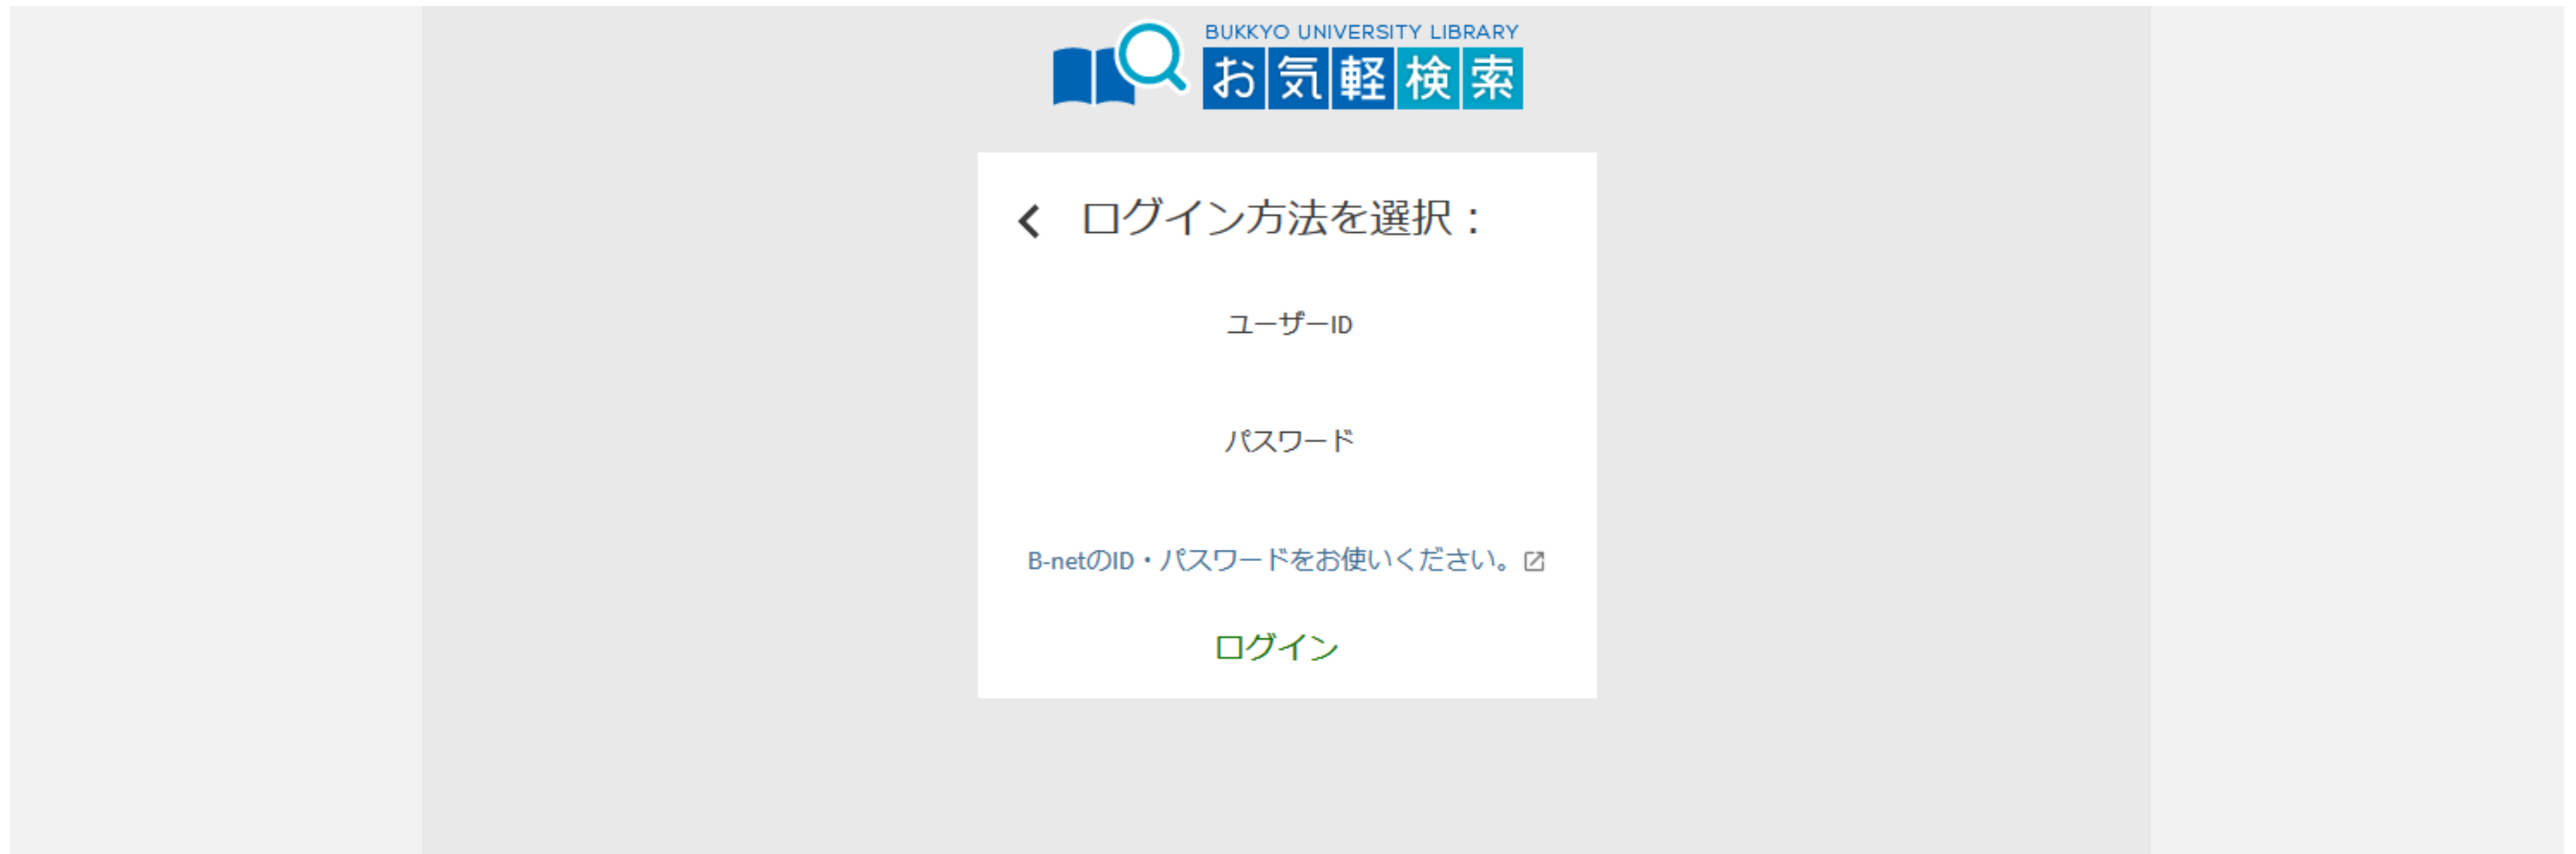 BUKKYO UNIVERSITY LIBRARY
お気軽検索
ログイン方法を選択：
ユーザーID
パスワード
B-netのID・パスワードをお使いください。
ログイン